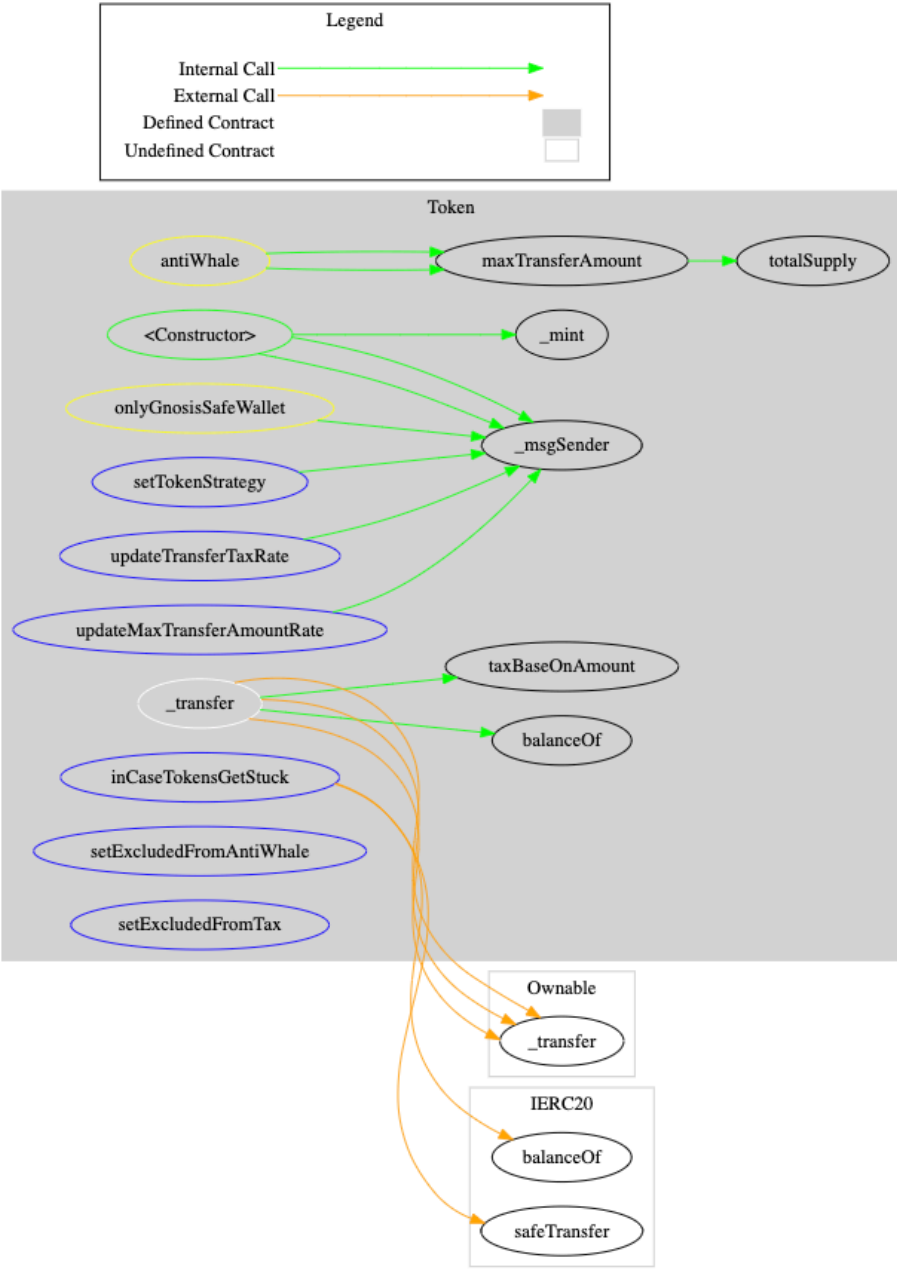 Legend
Internal Call
External Call
Defined Contract
Undefined Contract
Token
antiWhale
maxTransferAmount
totalSupply
<Constructor>
_mint
onlyGnosisSafeWallet
_msgSender
setTokenStrategy
updateTransferTaxRate
updateMaxTransferAmountRate
taxBaseOnAmount
_transfer
balanceOf
inCaseTokensGetStuck
setExcludedFromAntiWhale
setExcludedFromTax
Ownable
_transfer
IERC20
balanceOf
safeTransfer